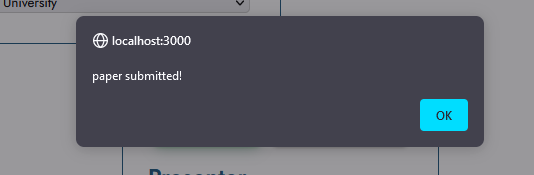 University
localhost:3000
paper submitted!
OK
Presenter